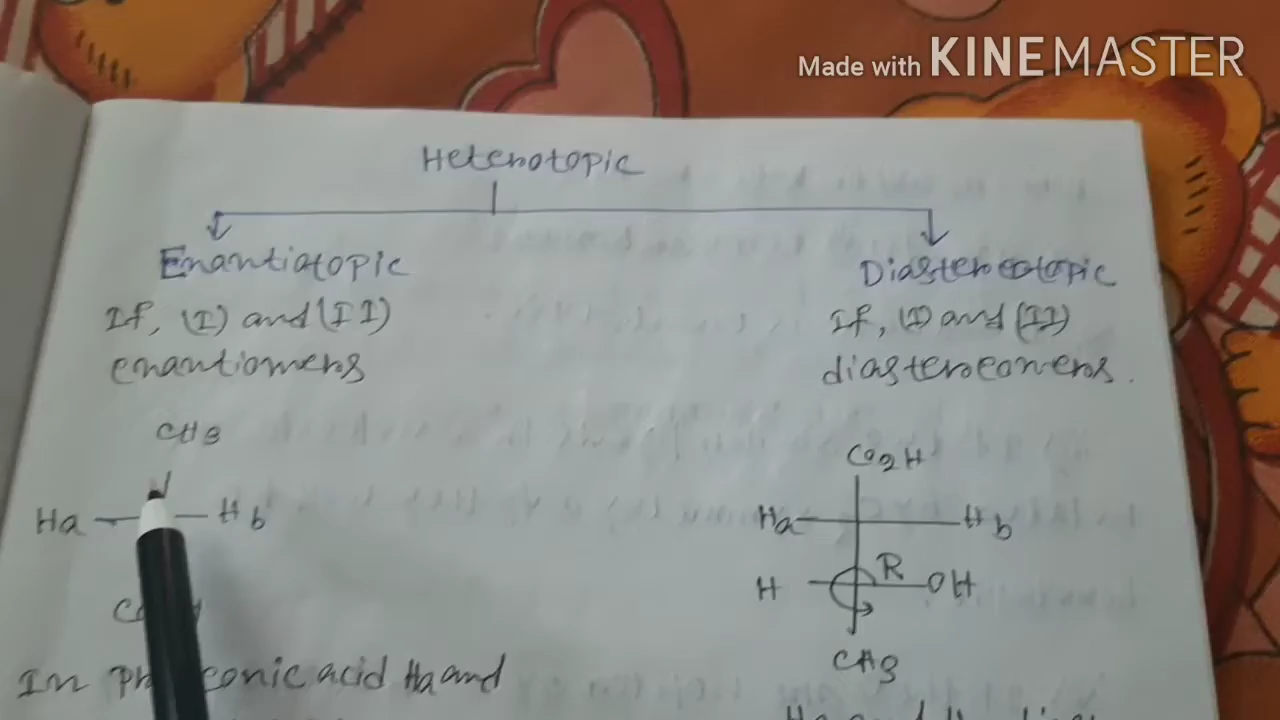 Made with KINEMASTER
Heterotopic
Enantiotopic
If, (I) and (II)
enantiomers
CH3
Ha Hb
In acid Ha and
Diastereotopic
If, (I) and (II)
diastereomers.
CO2H
Ha Hb
H R OH
CH3